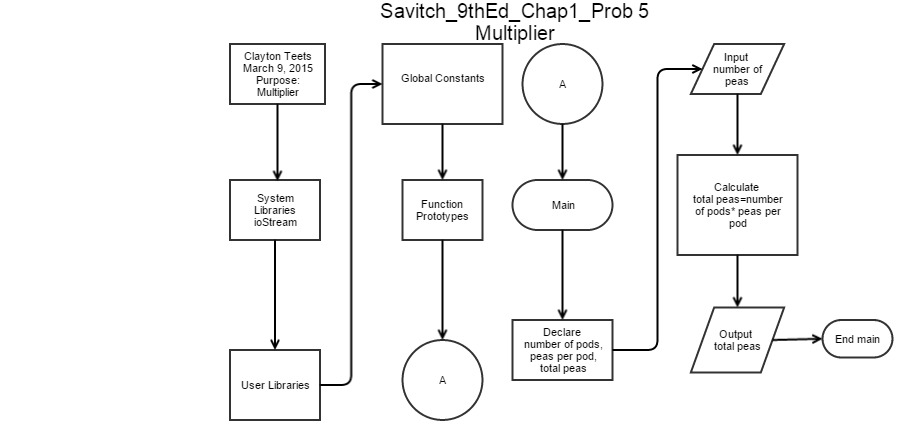 Savitch_9thEd_Chap1_Prob 5
Multiplier
Clayton Teets
March 9, 2015
Purpose:
Multiplier
System
Libraries
ioStream
User Libraries
Global Constants
Function
Prototypes
A
A
Main
Declare
number of pods,
peas per pod,
total peas
Input
number of
peas
Calculate
total peas=number
of pods* peas per
pod
Output
total peas
End main